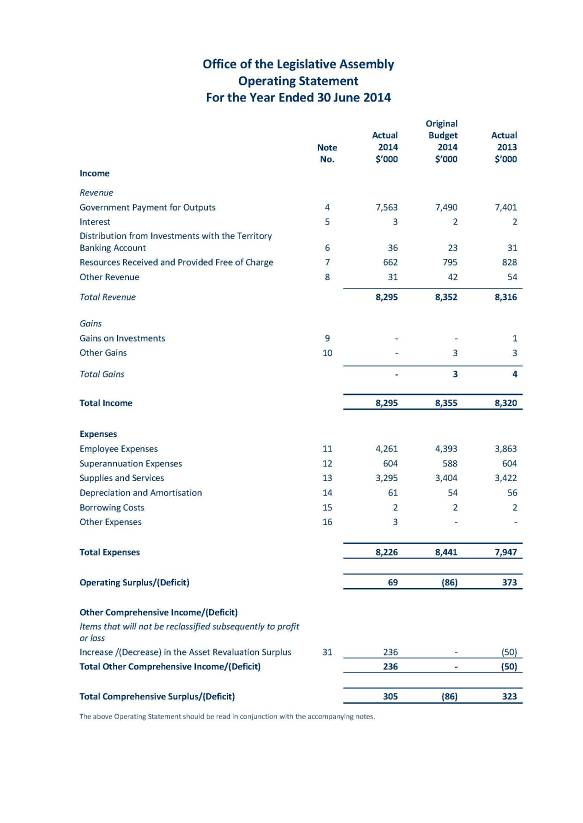 Office of the Legislative Assembly
Operating Statement
For the Year Ended 30 June 2014
Original
Actual Budget Actual
Note 2014 2014 2013
No. $'000 $'000 $'000
Income
Revenue
Government Payment for Outputs 4 7,563 7,490 7,401
Interest 5 3 2 2
Distribution from Investments with the Territory
Banking Account 6 36 23 31
Resources Received and Provided Free of Charge 7 662 795 828
Other Revenue 8 31 42 54
Total Revenue 8,295 8,352 8,316
Gains
Gains on Investments 9 - - 1
Other Gains 10 - 3 3
Total Gains - 3 4
Total Income 8,295 8,355 8,320
Expenses
Employee Expenses 11 4,261 4,393 3,863
Superannuation Expenses 12 604 588 604
Supplies and Services 13 3,295 3,404 3,422
Depreciation and Amortisation 14 61 54 56
Borrowing Costs 15 2 2 2
Other Expenses 16 3 - -
Total Expenses 8,226 8,441 7,947
Operating Surplus/(Deficit) 69 (86) 373
Other Comprehensive Income/(Deficit)
Items that will not be reclassified subsequently to profit
or loss
Increase /(Decrease) in the Asset Revaluation Surplus 31 236 - (50)
Total Other Comprehensive Income/(Deficit) 236 - (50)
Total Comprehensive Surplus/(Deficit) 305 (86) 323
The above Operating Statement should be read in conjunction with the accompanying notes.